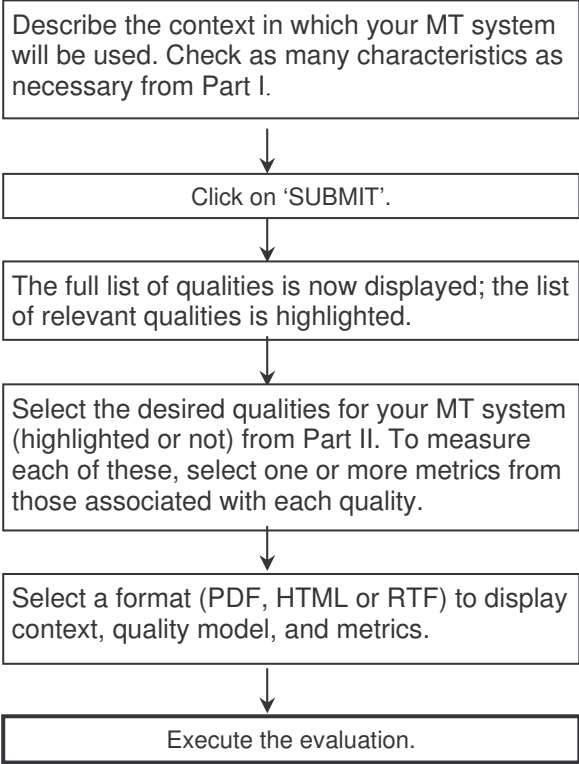 Describe the context in which your MT system
will be used. Check as many characteristics as
necessary from Part I.
Click on ‘SUBMIT’.
The full list of qualities is now displayed; the list
of relevant qualities is highlighted.
Select the desired qualities for your MT system
(highlighted or not) from Part II. To measure
each of these, select one or more metrics from
those associated with each quality.
Select a format (PDF, HTML or RTF) to display
context, quality model, and metrics.
Execute the evaluation.